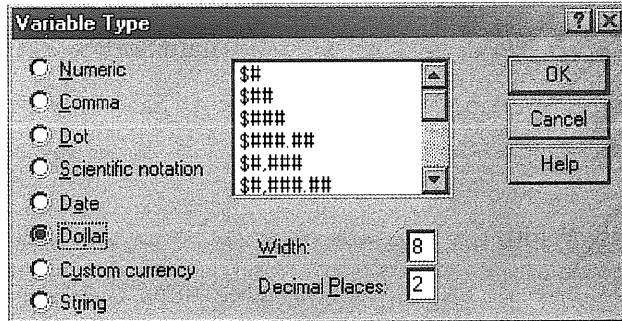 Variable Type
Numeric
Comma
Dot
Scientific notation
Date
Dollar
Custom currency
String
$#
$##
$###
$###.##
$#,###
$#,###.##
Width: 8
Decimal Places: 2
OK
Cancel
Help